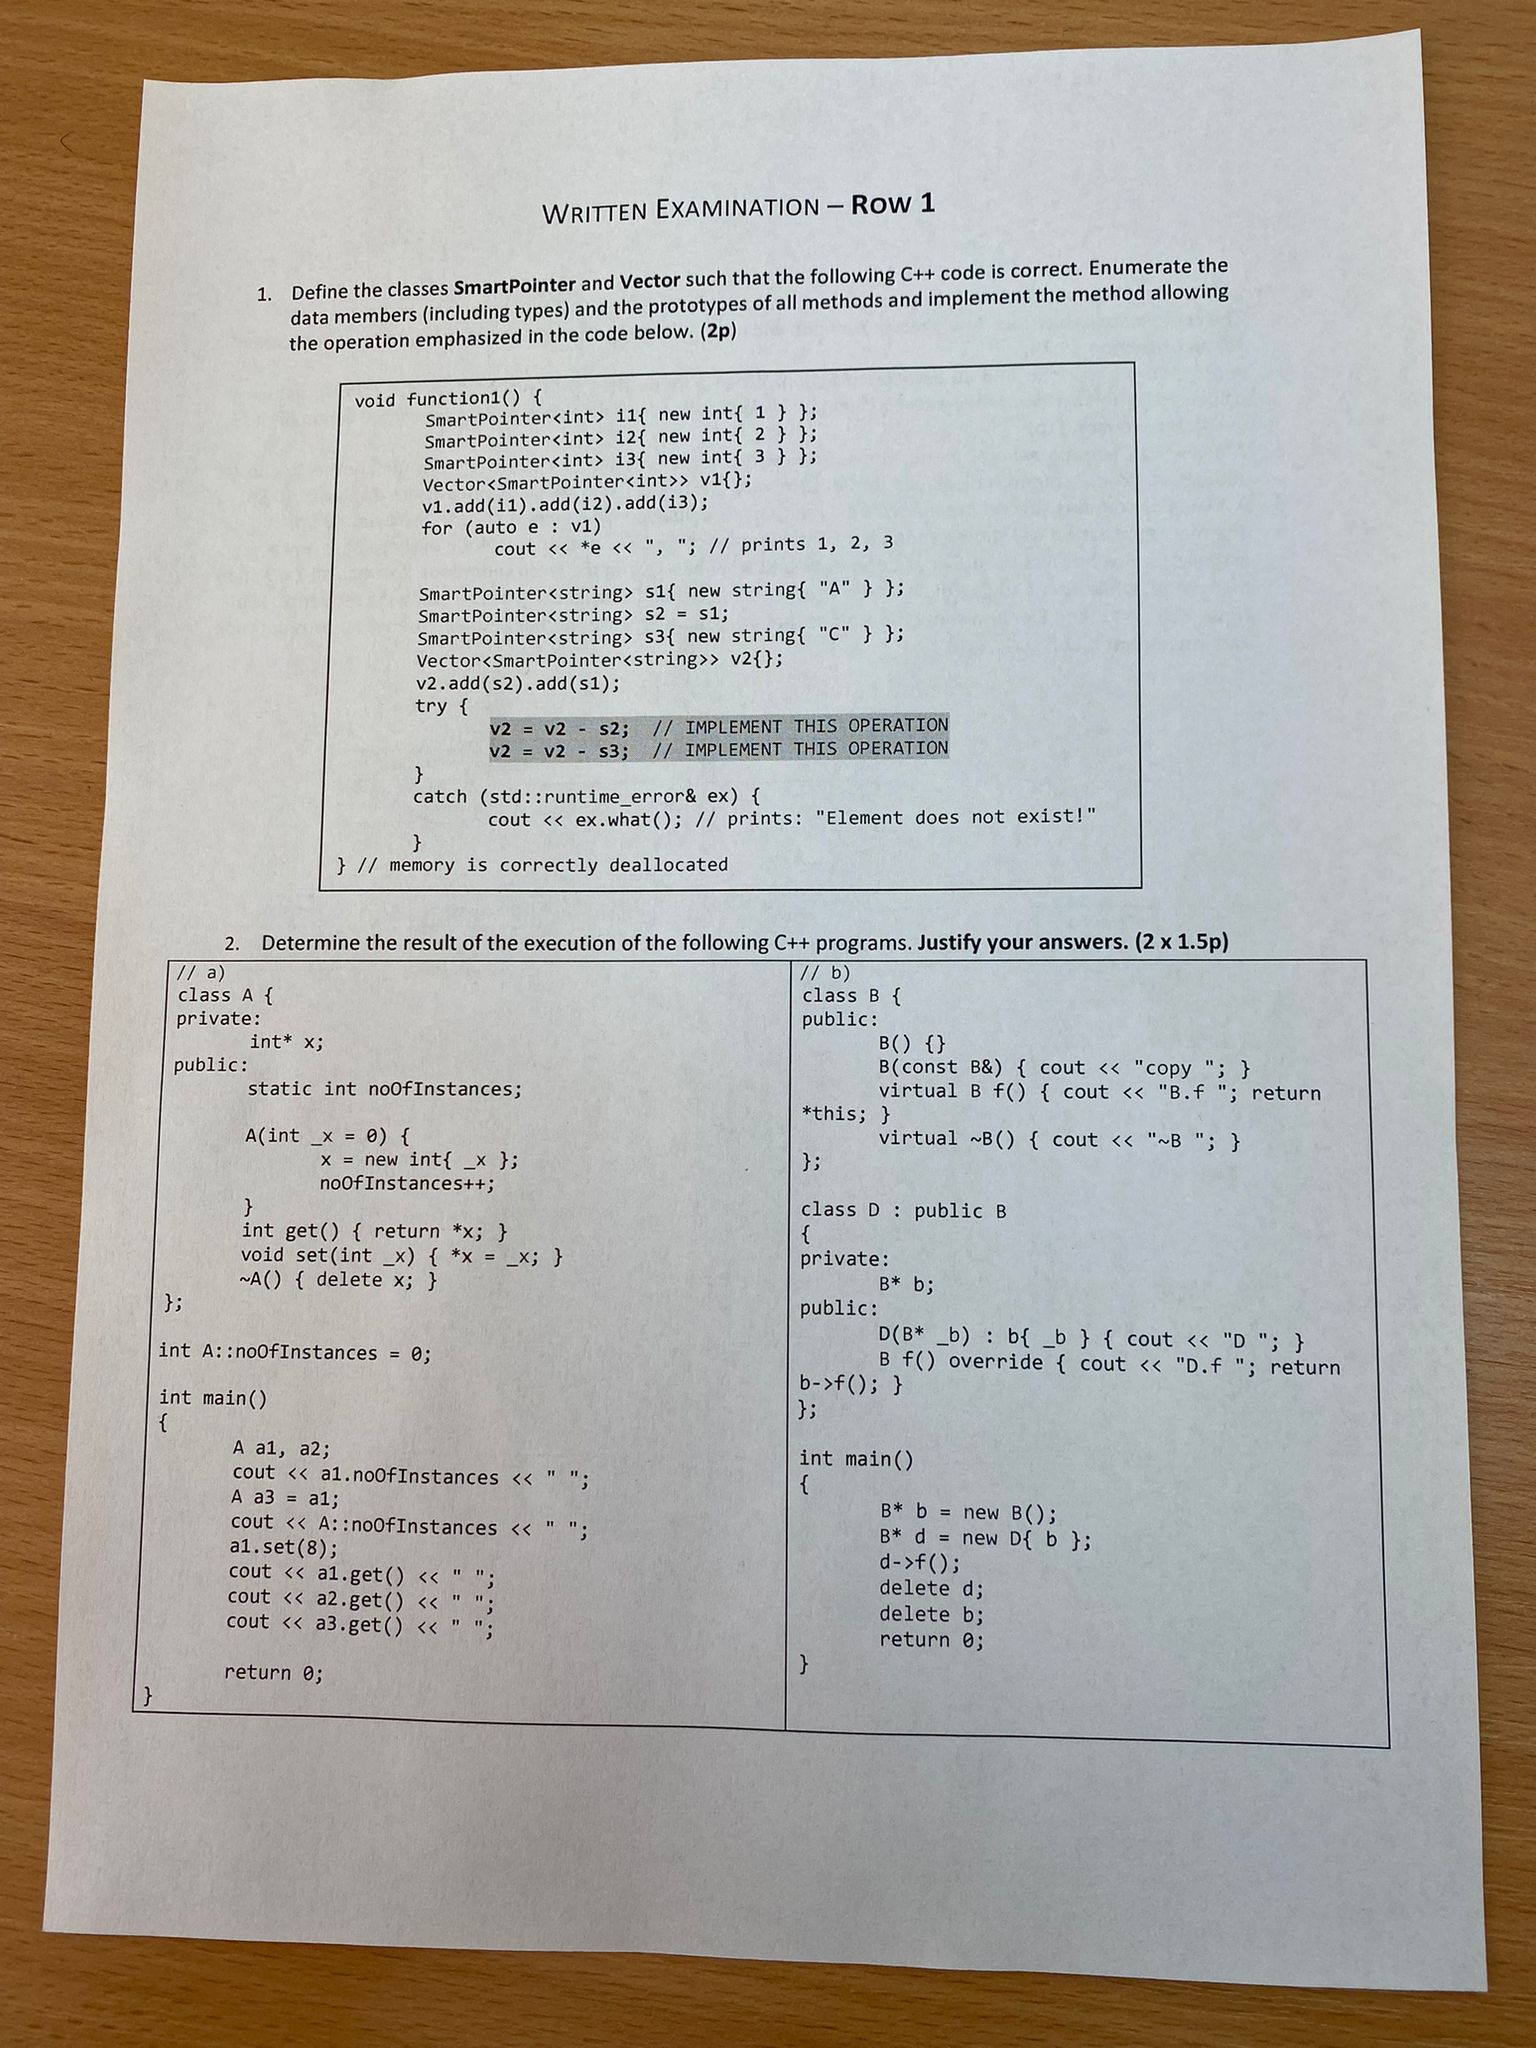 WRITTEN EXAMINATION – ROW 1
1. Define the classes SmartPointer and Vector such that the following C++ code is correct. Enumerate the
data members (including types) and the prototypes of all methods and implement the method allowing
the operation emphasized in the code below. (2p)
void function1() {
SmartPointer<int> i1{ new int{ 1 } };
SmartPointer<int> i2{ new int{ 2 } };
SmartPointer<int> i3{ new int{ 3 } };
Vector<SmartPointer<int>> v1{};
v1.add(i1).add(i2).add(i3);
for (auto e : v1)
cout << *e << ", "; // prints 1, 2, 3
SmartPointer<string> s1{ new string{ "A" } };
SmartPointer<string> s2 = s1;
SmartPointer<string> s3{ new string{ "C" } };
Vector<SmartPointer<string>> v2{};
v2.add(s2).add(s1);
try {
v2 = v2 - s2; // IMPLEMENT THIS OPERATION
v2 = v2 - s3; // IMPLEMENT THIS OPERATION
}
catch (std::runtime_error& ex) {
cout << ex.what(); // prints: "Element does not exist!"
}
} // memory is correctly deallocated
2. Determine the result of the execution of the following C++ programs. Justify your answers. (2 x 1.5p)
// a)
class A {
private:
int* x;
public:
static int noOfInstances;
A(int _x = 0) {
x = new int{ _x };
noOfInstances++;
}
int get() { return *x; }
void set(int _x) { *x = _x; }
~A() { delete x; }
};
int A::noOfInstances = 0;
int main()
{
A a1, a2;
cout << a1.noOfInstances << " ";
A a3 = a1;
cout << A::noOfInstances << " ";
a1.set(8);
cout << a1.get() << " ";
cout << a2.get() << " ";
cout << a3.get() << " ";
return 0;
}
// b)
class B {
public:
B() {}
B(const B&) { cout << "copy "; }
virtual B f() { cout << "B.f "; return
*this; }
virtual ~B() { cout << "~B "; }
};
class D : public B
{
private:
B* b;
public:
D(B* _b) : b{ _b } { cout << "D "; }
B f() override { cout << "D.f "; return
b->f(); }
};
int main()
{
B* b = new B();
B* d = new D{ b };
d->f();
delete d;
delete b;
return 0;
}